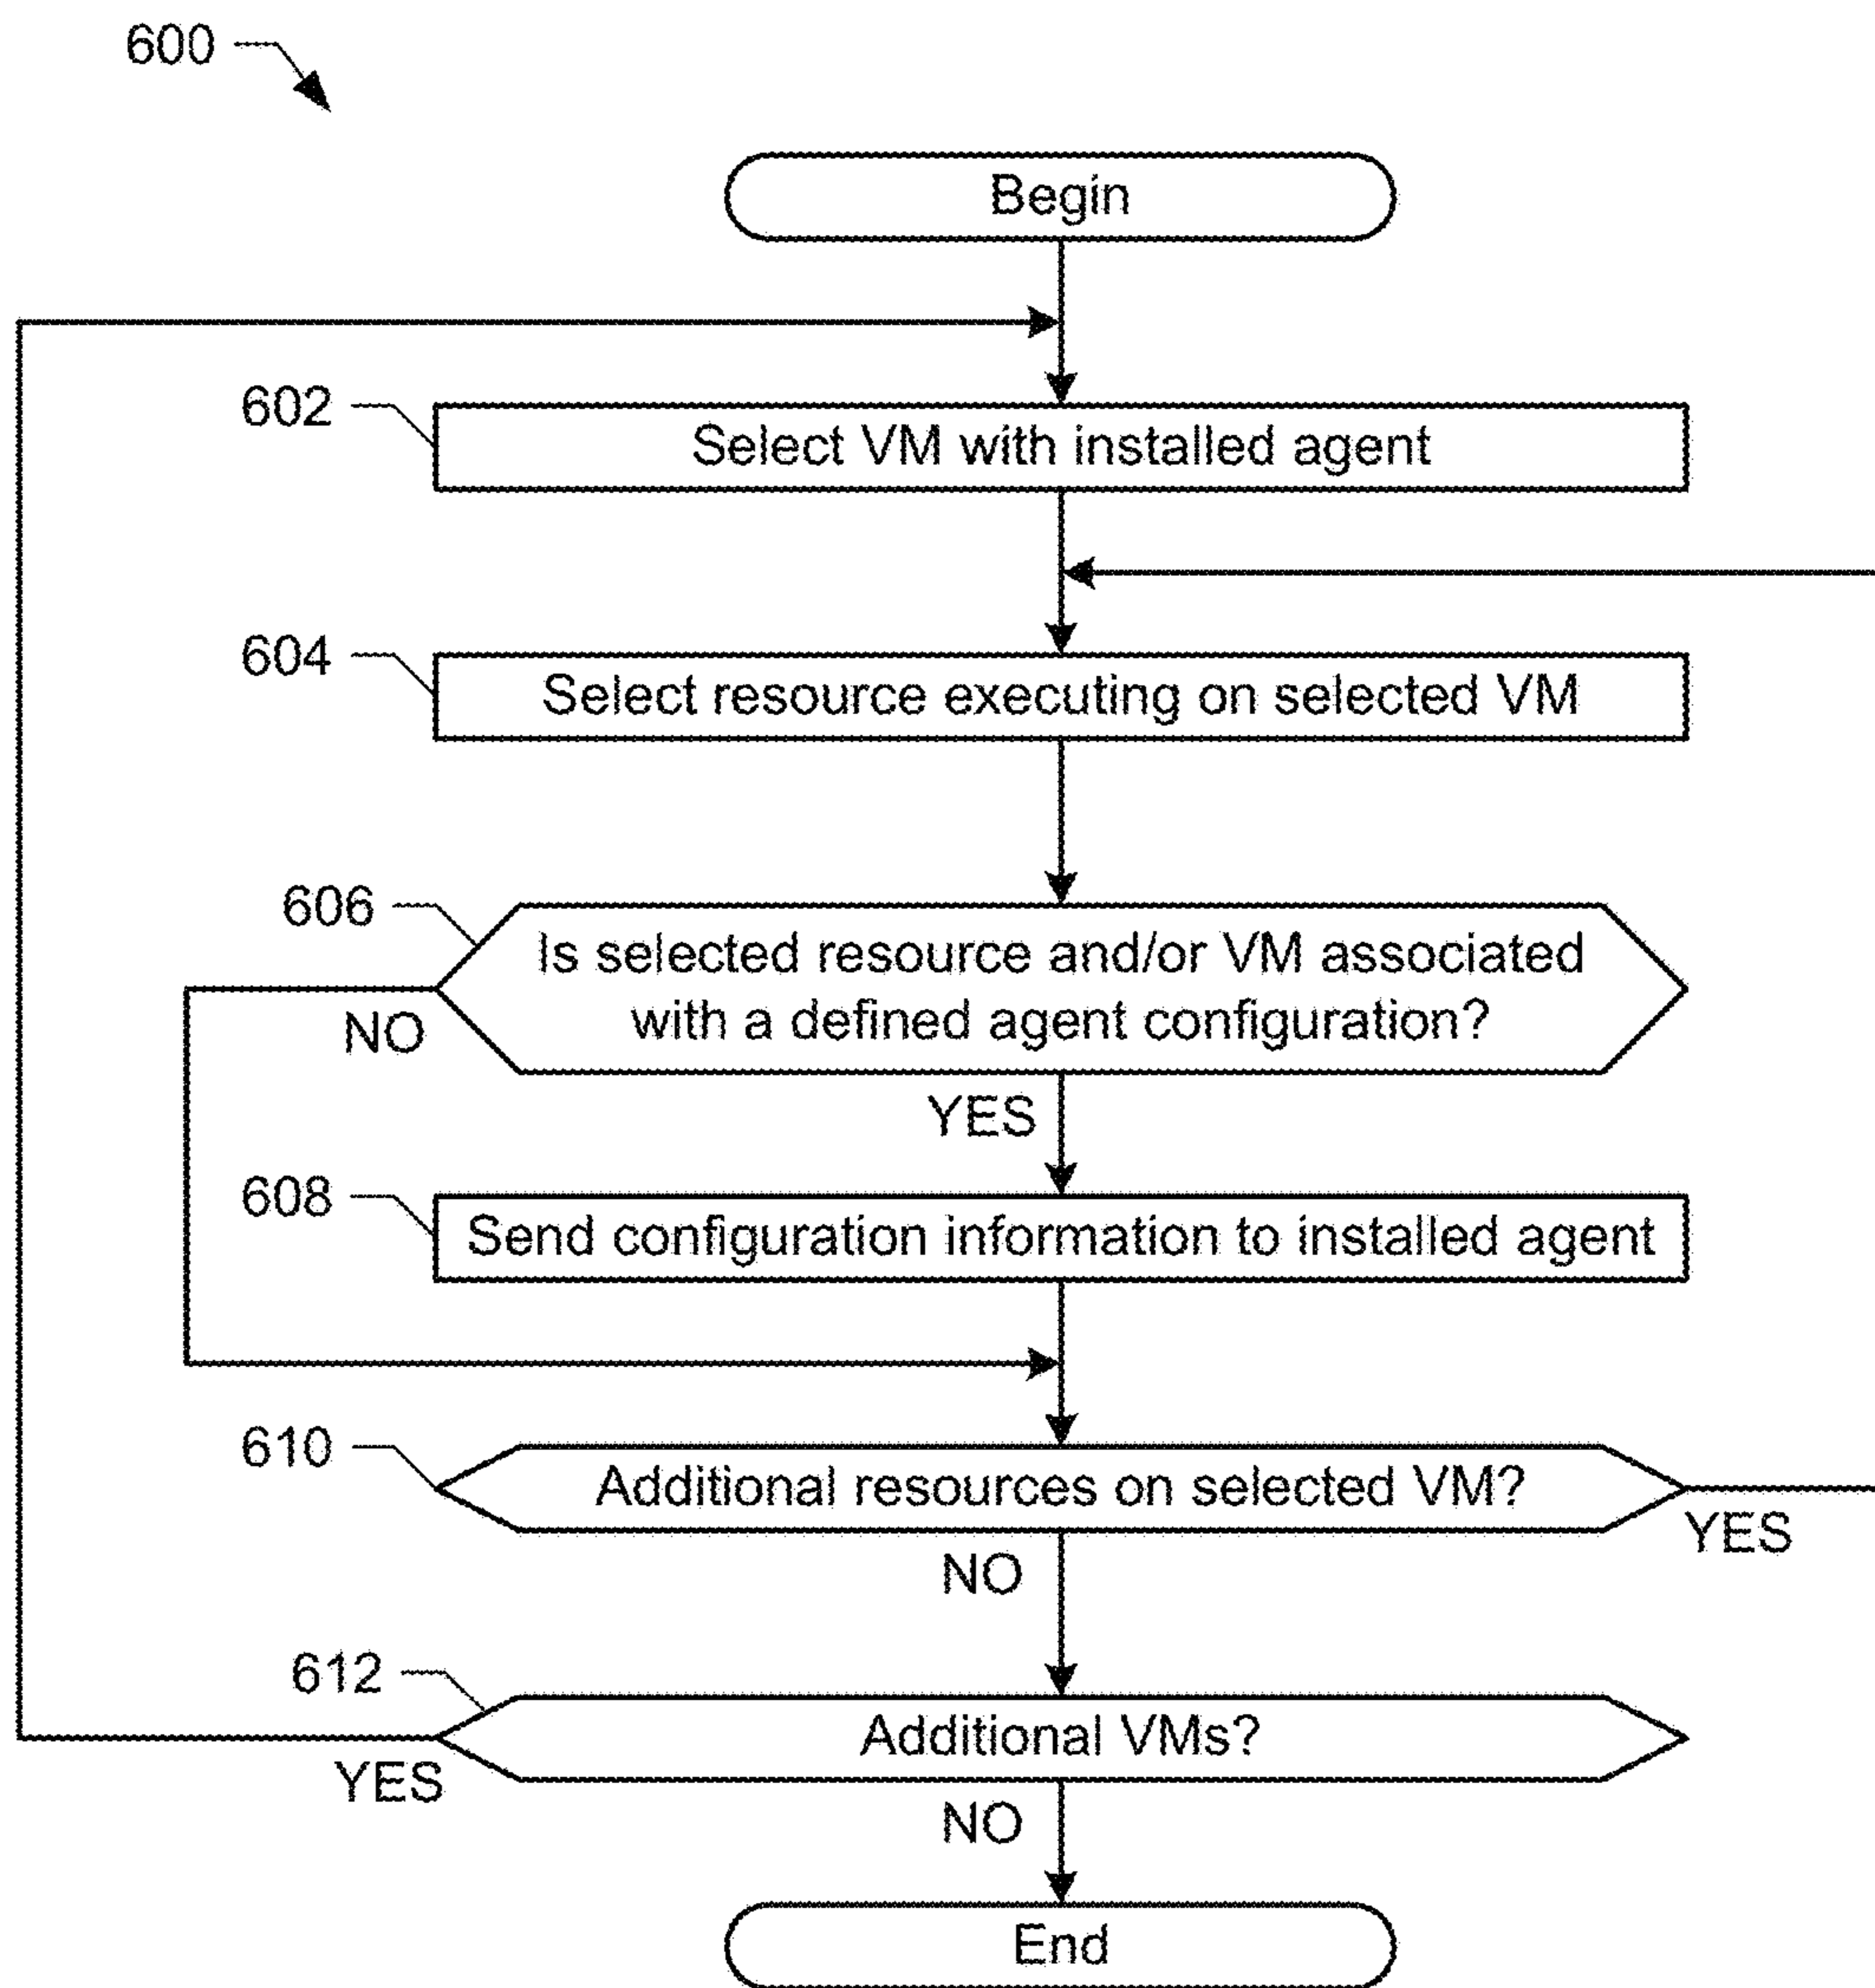 600
Begin
602
Select VM with installed agent
604
Select resource executing on selected VM
606
Is selected resource and/or VM associated
with a defined agent configuration?
NO
YES
608
Send configuration information to installed agent
610
Additional resources on selected VM?
YES
NO
612
Additional VMs?
YES
NO
End